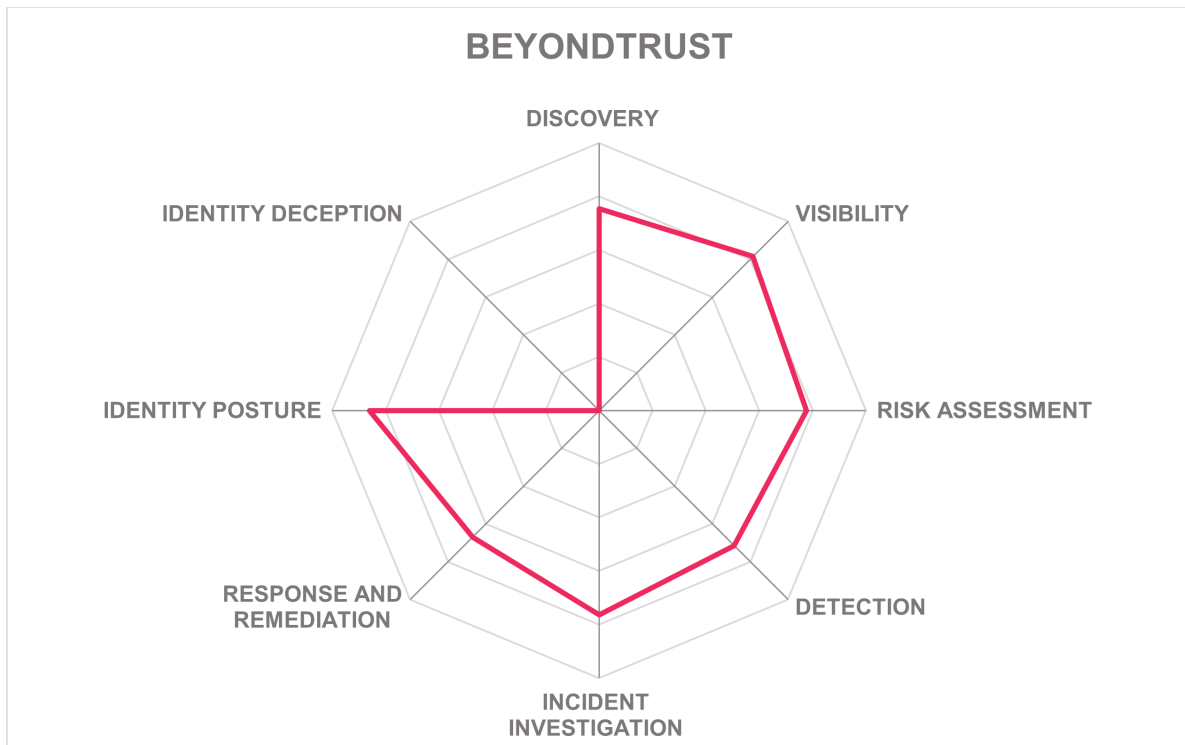 BEYONDTRUST
DISCOVERY
IDENTITY DECEPTION
VISIBILITY
IDENTITY POSTURE
RISK ASSESSMENT
RESPONSE AND
REMEDIATION
DETECTION
INCIDENT
INVESTIGATION